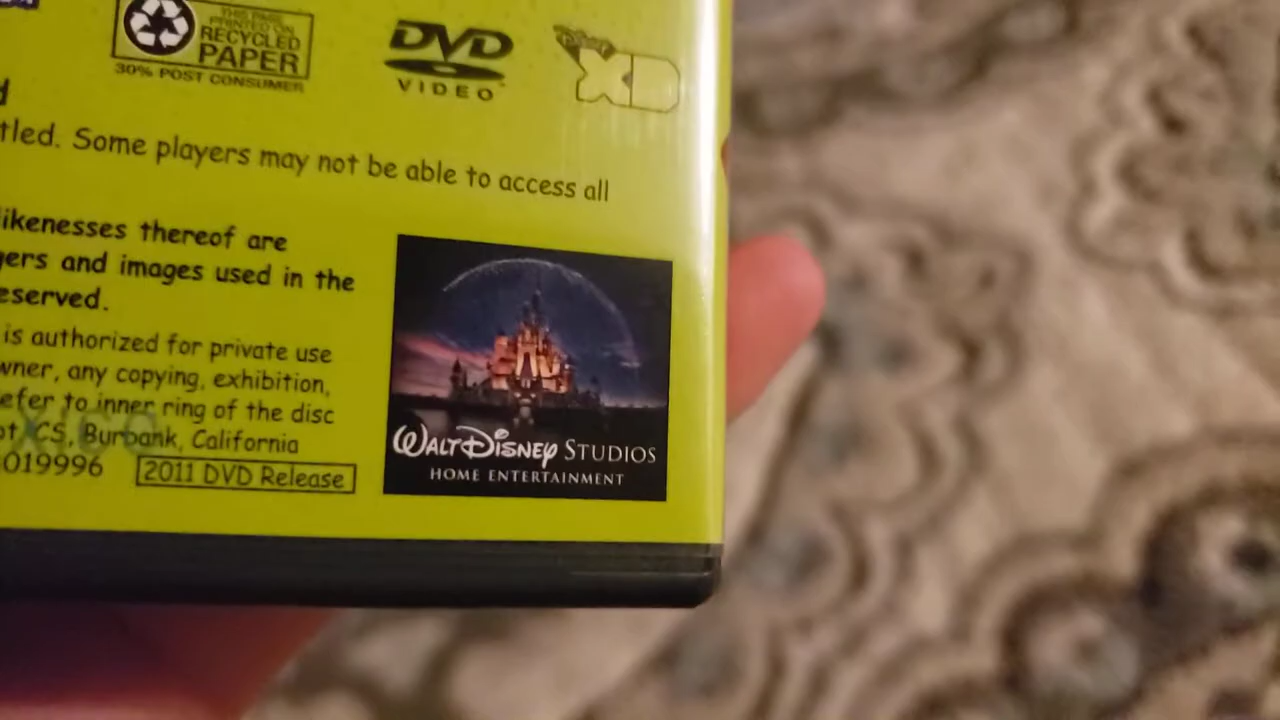 THIS PAGE
PRINTED ON
RECYCLED
PAPER
30% POST CONSUMER
DVD
VIDEO
Disney
XD
d
tled. Some players may not be able to access all
ikenesses thereof are
gers and images used in the
eserved.
is authorized for private use
wner, any copying, exhibition,
efer to inner ring of the disc
ot. CS, Burbank, California
019996
2011 DVD Release
WALT DISNEY STUDIOS
HOME ENTERTAINMENT